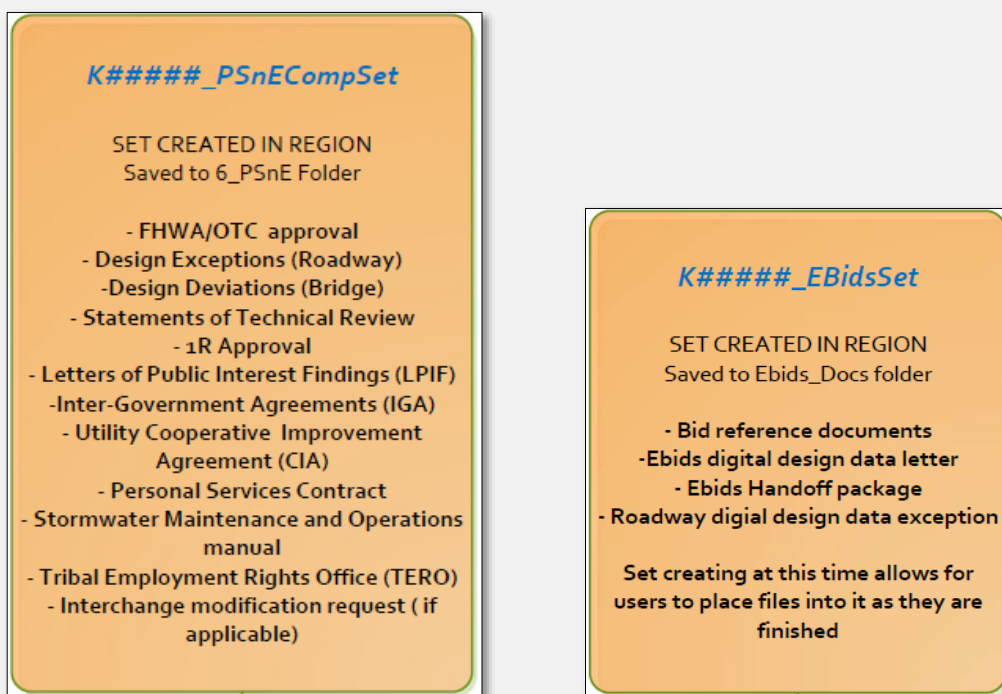 K#####_PSnECompSet
SET CREATED IN REGION
Saved to 6_PSnE Folder
- FHWA/OTC approval
- Design Exceptions (Roadway)
-Design Deviations (Bridge)
- Statements of Technical Review
- 1R Approval
- Letters of Public Interest Findings (LPIF)
-Inter-Government Agreements (IGA)
- Utility Cooperative Improvement
Agreement (CIA)
- Personal Services Contract
- Stormwater Maintenance and Operations
manual
- Tribal Employment Rights Office (TERO)
- Interchange modification request ( if
applicable)
K#####_EBidsSet
SET CREATED IN REGION
Saved to Ebids_Docs folder
- Bid reference documents
-Ebids digital design data letter
- Ebids Handoff package
- Roadway digial design data exception
Set creating at this time allows for
users to place files into it as they are
finished